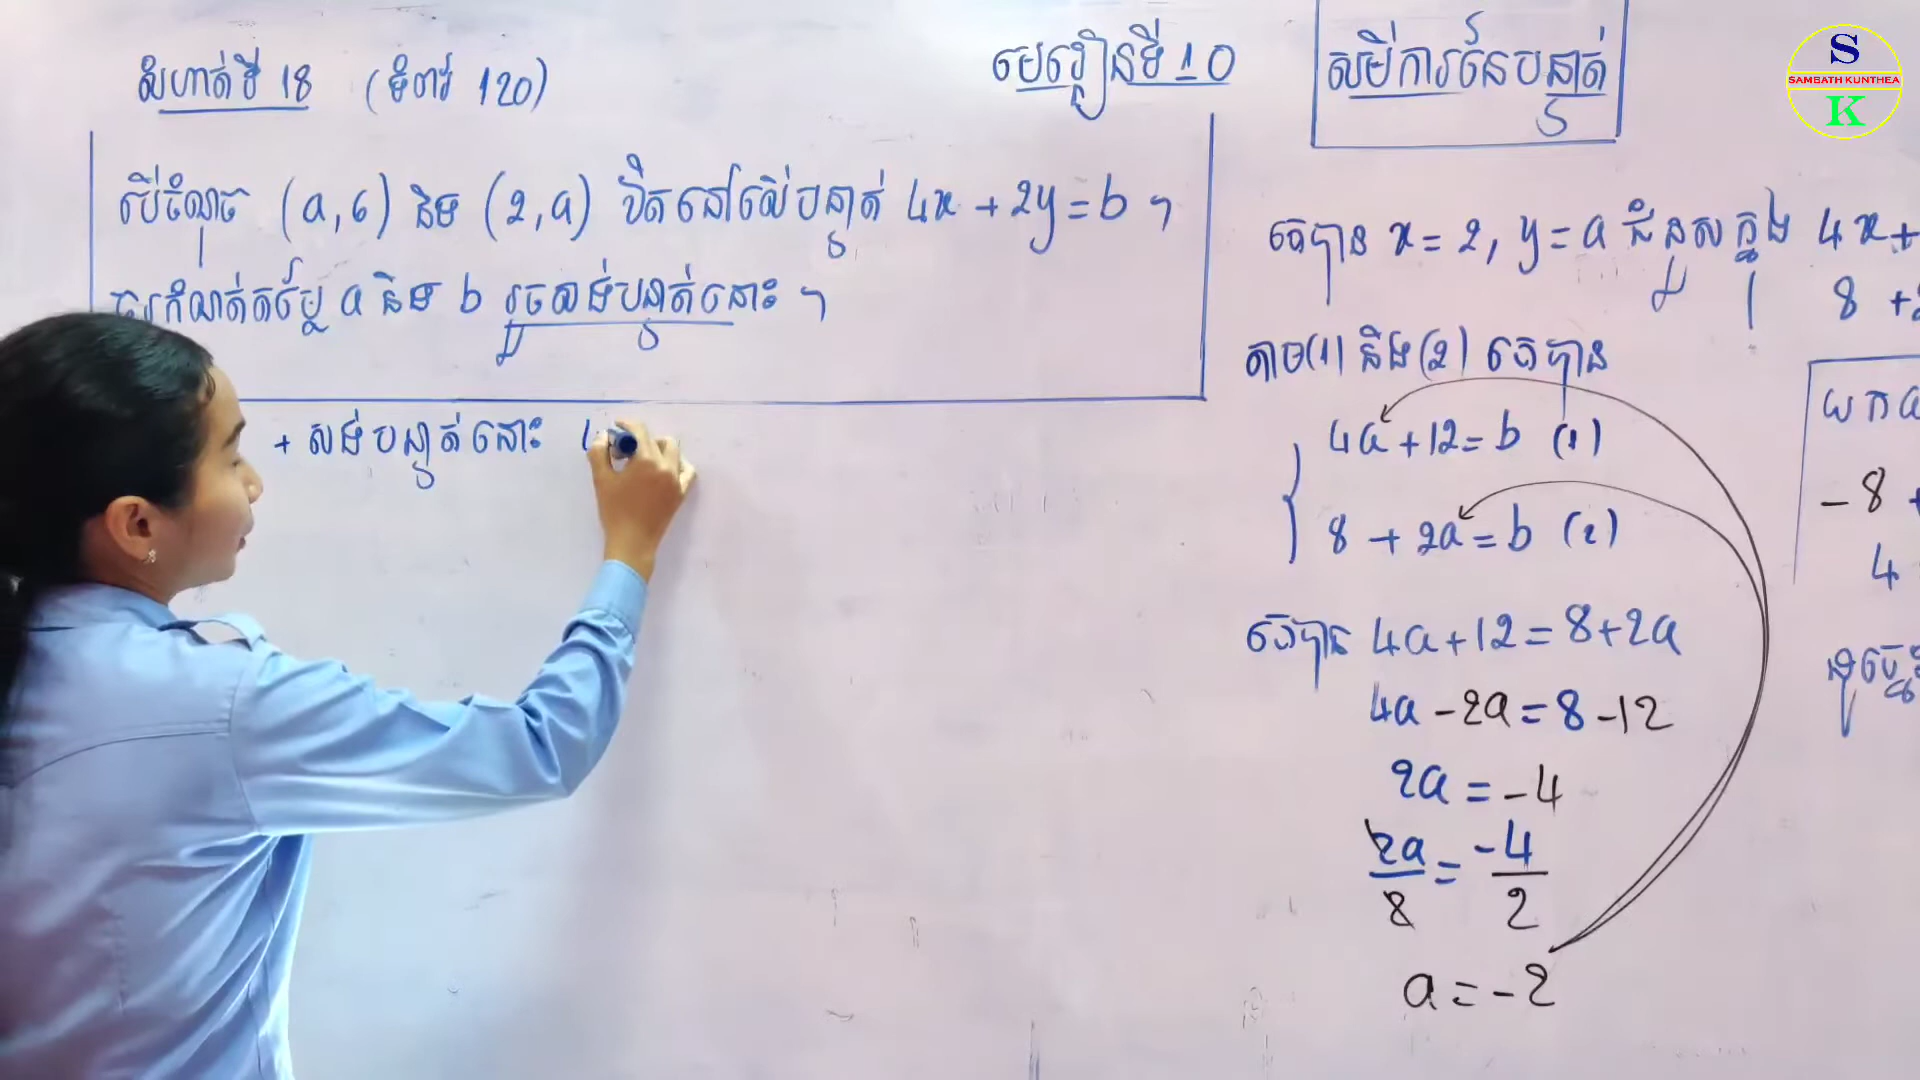 លំហាត់ទី 18 (ទំព័រ 120)
មេរៀនទី 10
សមីការនៃបន្ទាត់
S
SAMBATH KUNTHEA
K
បើចំណុច (a, 6) និង (2, a) ឋិតនៅលើបន្ទាត់ 4x + 2y = b ។
ចូរកំណត់តម្លៃ a និង b រួចសង់បន្ទាត់នោះ ។
+ សង់បន្ទាត់នោះ
គេបាន x = 2, y = a ជំនួសក្នុង 4x +
8 +
តាម (1) និង (2) គេបាន
4a + 12 = b (1)
8 + 2a = b (2)
គេបាន 4a + 12 = 8 + 2a
4a - 2a = 8 - 12
2a = -4
2a/2 = -4/2
a = -2
- 8 +
4